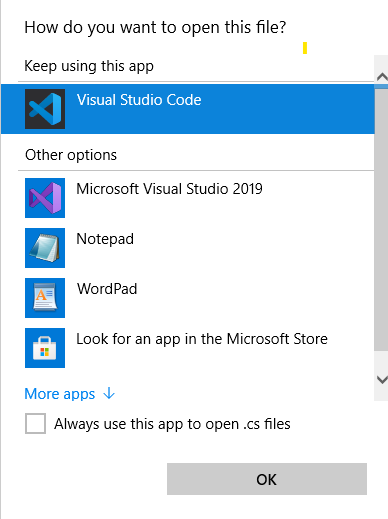 How do you want to open this file?
Keep using this app
Visual Studio Code
Other options
Microsoft Visual Studio 2019
Notepad
WordPad
Look for an app in the Microsoft Store
More apps ↓
Always use this app to open .cs files
OK